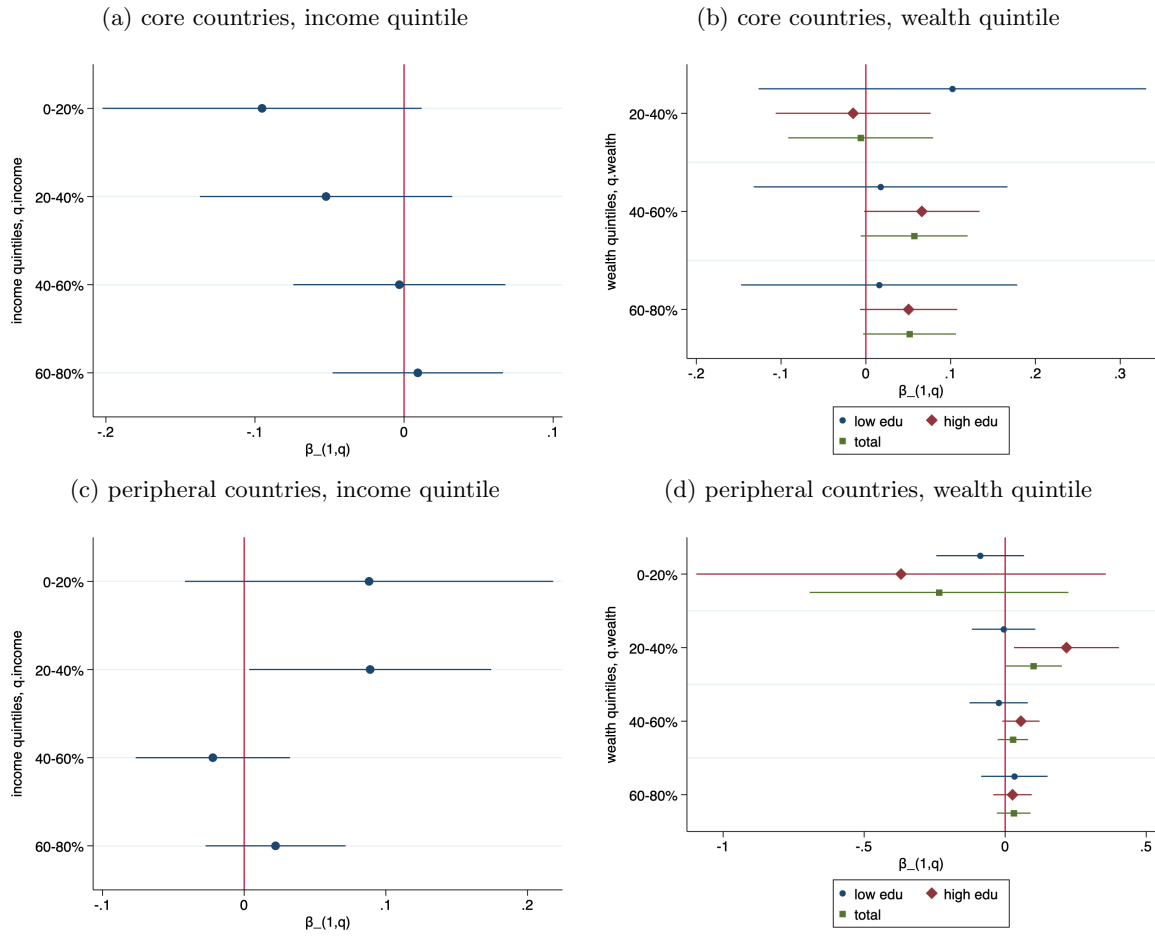 (a) core countries, income quintile
income quintiles, q.income
0-20%
20-40%
40-60%
60-80%
-.2
-.1
0
.1
β_(1,q)
(b) core countries, wealth quintile
wealth quintiles, q.wealth
20-40%
40-60%
60-80%
-.2
-.1
0
.1
.2
.3
β_(1,q)
low edu
high edu
total
(c) peripheral countries, income quintile
income quintiles, q.income
0-20%
20-40%
40-60%
60-80%
-.1
0
.1
.2
β_(1,q)
(d) peripheral countries, wealth quintile
wealth quintiles, q.wealth
0-20%
20-40%
40-60%
60-80%
-1
-.5
0
.5
β_(1,q)
low edu
high edu
total